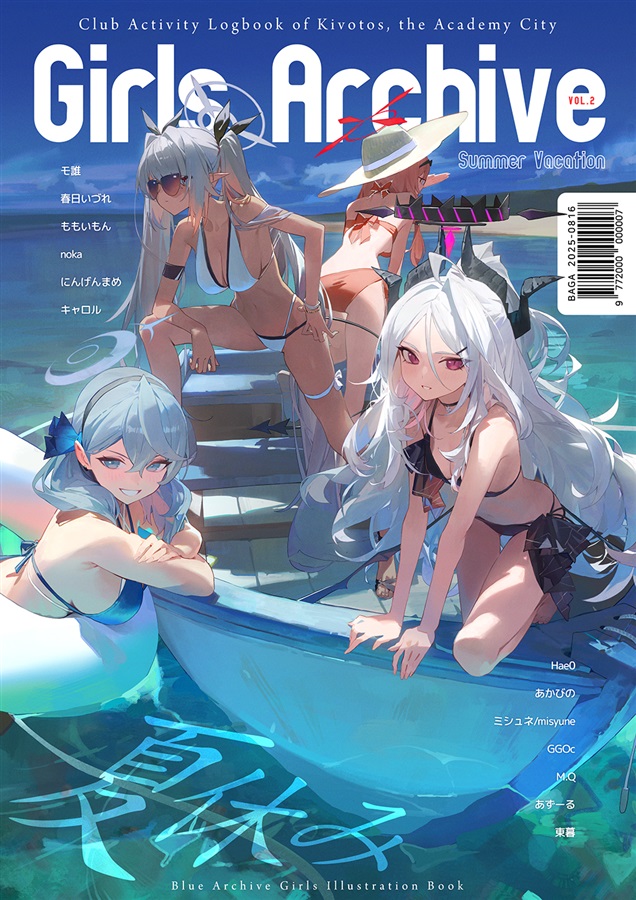 Club Activity Logbook of Kivotos, the Academy City
Girls Archive
VOL.2
Summer Vacation
モ誰
春日いづれ
ももいもん
noka
にんげんまめ
キャロル
BAGA 2025-0816
9 772000 000007
Hae0
あかぴの
ミシュネ/misyune
GGOc
M.Q
あずーる
東暮
夏休み
Blue Archive Girls Illustration Book